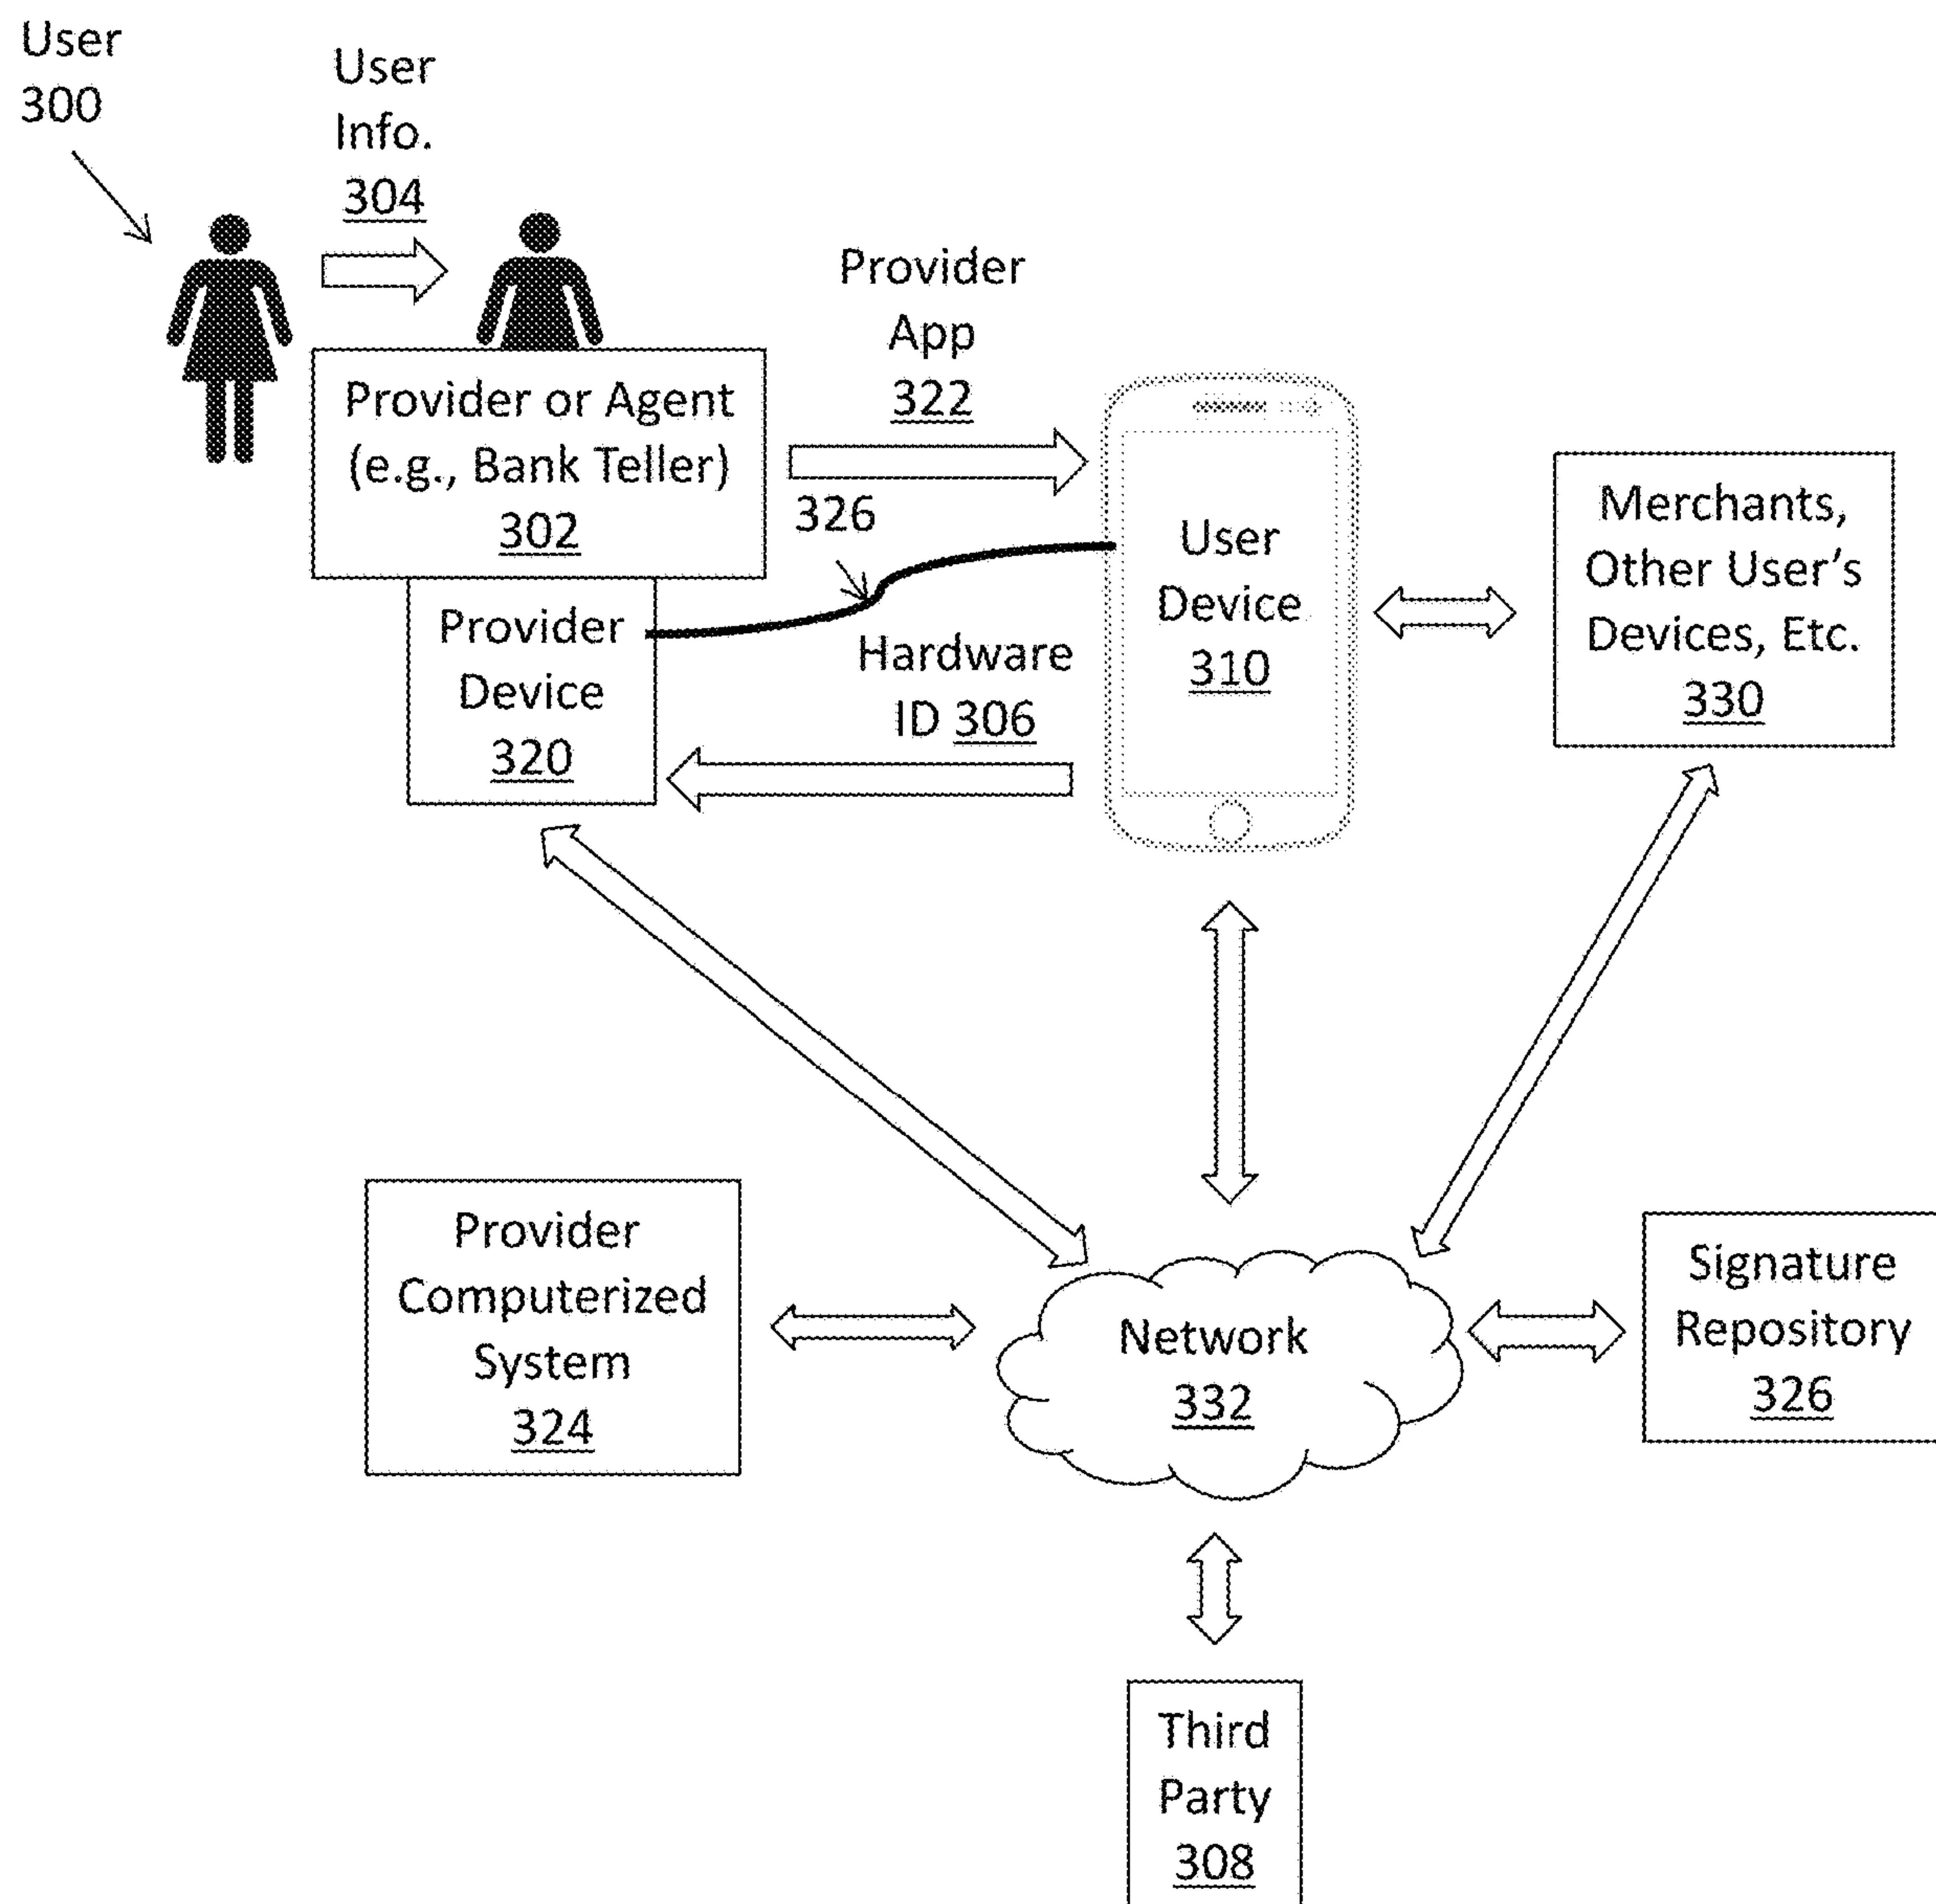 User
300
User
Info.
304
Provider
App
322
Provider or Agent
(e.g., Bank Teller)
302
326
User
Device
310
Merchants,
Other User's
Devices, Etc.
330
Provider
Device
320
Hardware
ID 306
Provider
Computerized
System
324
Network
332
Signature
Repository
326
Third
Party
308